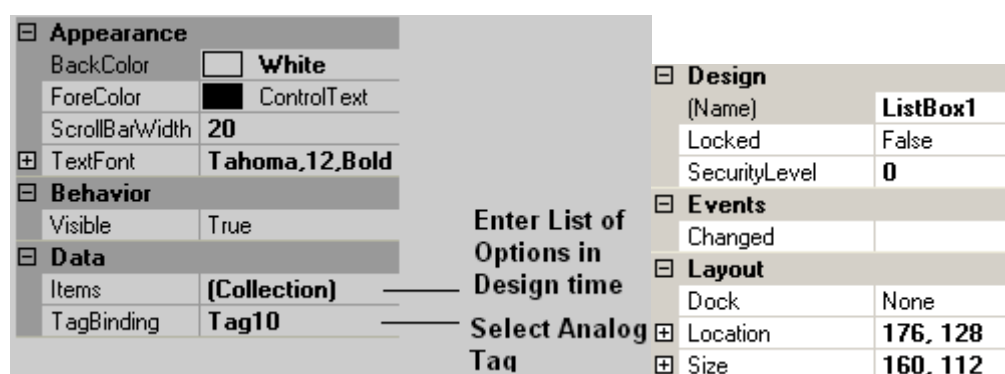 Appearance
BackColor White
ForeColor ControlText
ScrollBarWidth 20
TextFont Tahoma,12,Bold
Behavior
Visible True
Data
Items (Collection)
TagBinding Tag10
Enter List of
Options in
Design time
Select Analog
Tag
Design
(Name) ListBox1
Locked False
SecurityLevel 0
Events
Changed
Layout
Dock None
Location 176, 128
Size 160, 112